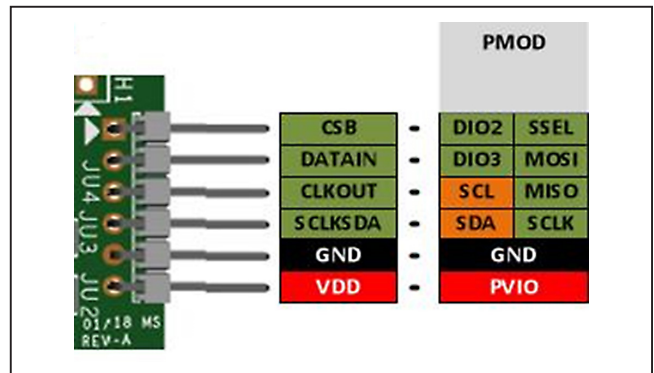 PMOD
H1
CSB - DIO2 SSEL
DATAIN - DIO3 MOSI
JU4 CLKOUT - SCL MISO
JU3 SCLKSDA - SDA SCLK
GND - GND
JU2 VDD - PVIO
01/18 MS
REV-A